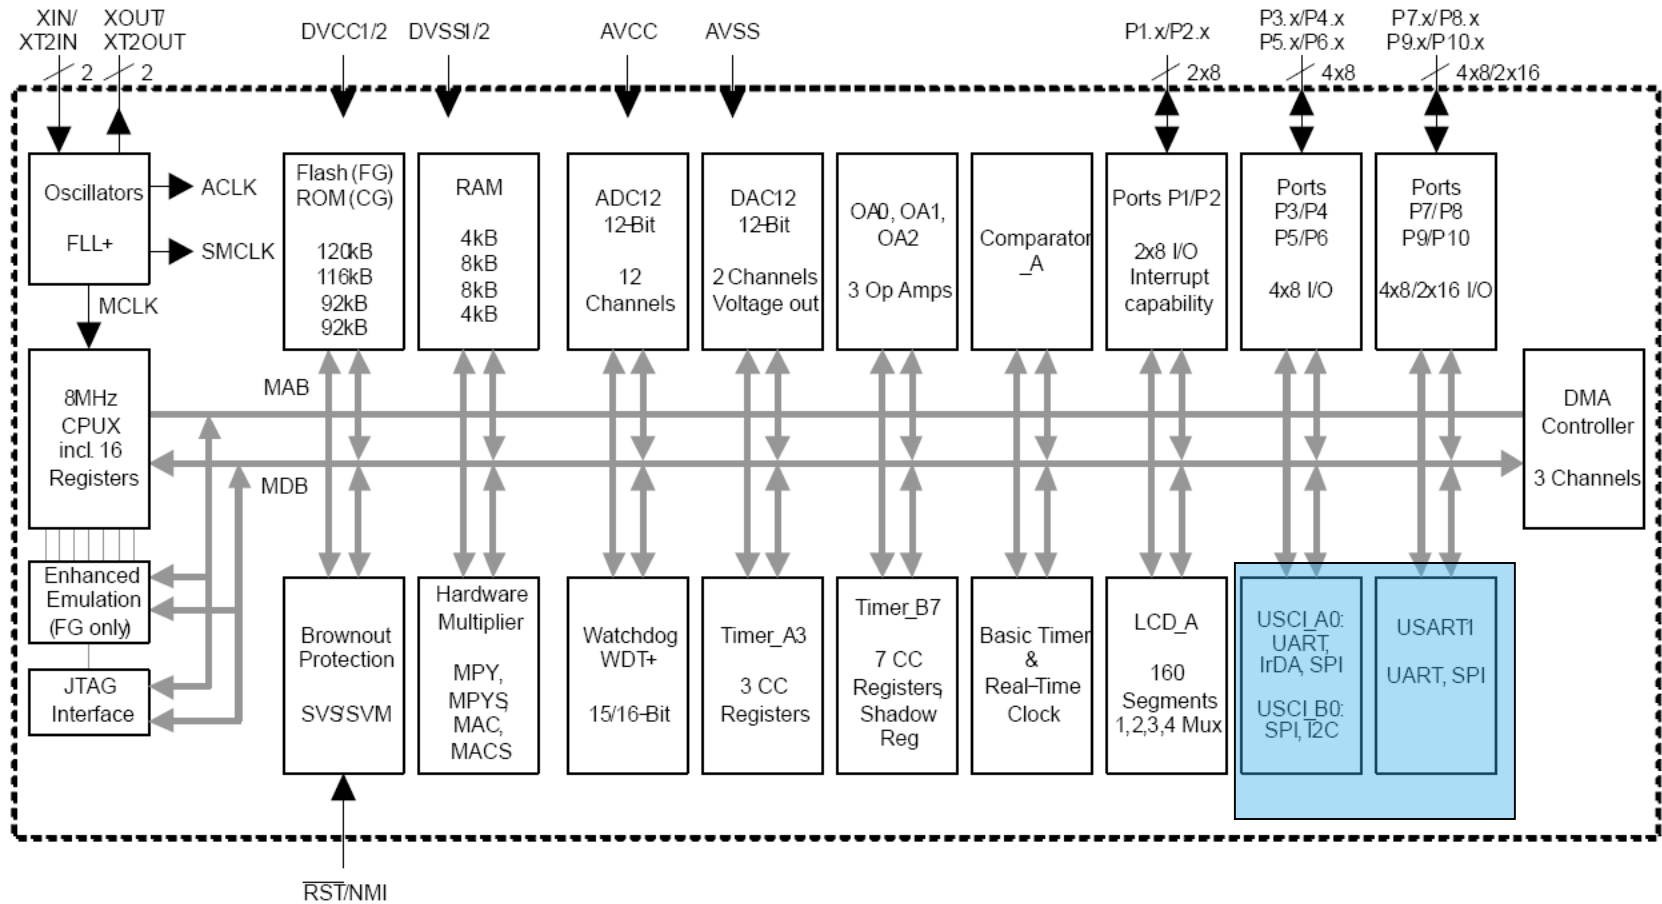 XIN/
XT2IN
XOUT/
XT2OUT
2
2
DVCC1/2
DVSS1/2
AVCC
AVSS
P1.x/P2.x
2x8
P3.x/P4.x
P5.x/P6.x
4x8
P7.x/P8.x
P9.x/P10.x
4x8/2x16
Oscillators
FLL+
ACLK
SMCLK
MCLK
Flash (FG)
ROM (CG)
120kB
116kB
92kB
92kB
RAM
4kB
8kB
8kB
4kB
ADC12
12-Bit
12
Channels
DAC12
12-Bit
2 Channels
Voltage out
OA0, OA1,
OA2
3 Op Amps
Comparator
_A
Ports P1/P2
2x8 I/O
Interrupt
capability
Ports
P3/P4
P5/P6
4x8 I/O
Ports
P7/P8
P9/P10
4x8/2x16 I/O
8MHz
CPUX
incl. 16
Registers
MAB
MDB
DMA
Controller
3 Channels
Enhanced
Emulation
(FG only)
JTAG
Interface
Brownout
Protection
SVS/SVM
Hardware
Multiplier
MPY,
MPYS,
MAC,
MACS
Watchdog
WDT+
15/16-Bit
Timer_A3
3 CC
Registers
Timer_B7
7 CC
Registers,
Shadow
Reg
Basic Timer
&
Real-Time
Clock
LCD_A
160
Segments
1,2,3,4 Mux
USCI_A0:
UART,
IrDA, SPI
USCI_B0:
SPI, I2C
USART1
UART, SPI
RST/NMI